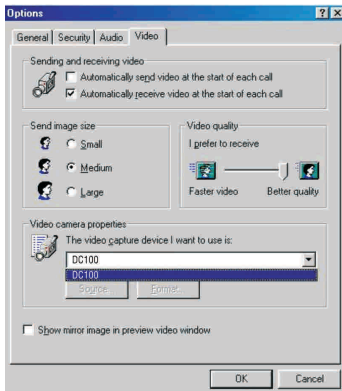 Options
General Security Audio Video
Sending and receiving video
Automatically send video at the start of each call
Automatically receive video at the start of each call
Send image size
Small
Medium
Large
Video quality
I prefer to receive
Faster video Better quality
Video camera properties
The video capture device I want to use is:
DC100
DC100
Source... Format...
Show mirror image in preview video window
OK Cancel